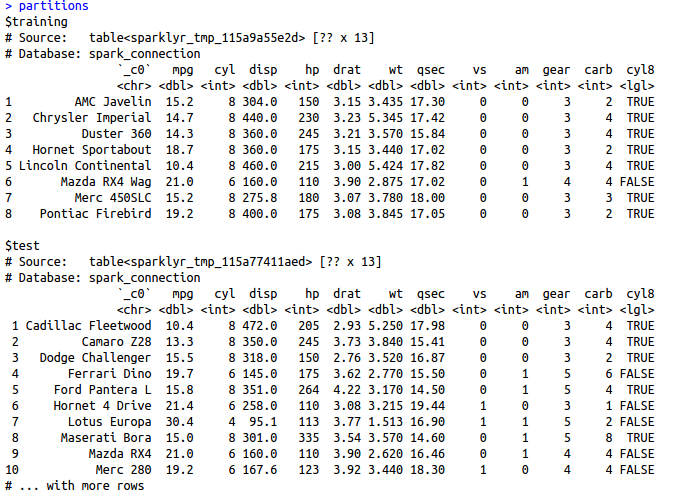 > partitions
$training
# Source:   table<sparklyr_tmp_115a9a55e2d> [?? x 13]
# Database: spark_connection
                `_c0`   mpg   cyl  disp    hp  drat    wt  qsec    vs    am  gear  carb  cyl8
                <chr> <dbl> <int> <dbl> <int> <dbl> <dbl> <dbl> <int> <int> <int> <int> <lgl>
1         AMC Javelin  15.2     8 304.0   150  3.15 3.435 17.30     0     0     3     2  TRUE
2   Chrysler Imperial  14.7     8 440.0   230  3.23 5.345 17.42     0     0     3     4  TRUE
3          Duster 360  14.3     8 360.0   245  3.21 3.570 15.84     0     0     3     4  TRUE
4   Hornet Sportabout  18.7     8 360.0   175  3.15 3.440 17.02     0     0     3     2  TRUE
5 Lincoln Continental  10.4     8 460.0   215  3.00 5.424 17.82     0     0     3     4  TRUE
6       Mazda RX4 Wag  21.0     6 160.0   110  3.90 2.875 17.02     0     1     4     4 FALSE
7         Merc 450SLC  15.2     8 275.8   180  3.07 3.780 18.00     0     0     3     3  TRUE
8    Pontiac Firebird  19.2     8 400.0   175  3.08 3.845 17.05     0     0     3     2  TRUE

$test
# Source:   table<sparklyr_tmp_115a77411aed> [?? x 13]
# Database: spark_connection
                `_c0`   mpg   cyl  disp    hp  drat    wt  qsec    vs    am  gear  carb  cyl8
                <chr> <dbl> <int> <dbl> <int> <dbl> <dbl> <dbl> <int> <int> <int> <int> <lgl>
 1 Cadillac Fleetwood  10.4     8 472.0   205  2.93 5.250 17.98     0     0     3     4  TRUE
 2         Camaro Z28  13.3     8 350.0   245  3.73 3.840 15.41     0     0     3     4  TRUE
 3   Dodge Challenger  15.5     8 318.0   150  2.76 3.520 16.87     0     0     3     2  TRUE
 4       Ferrari Dino  19.7     6 145.0   175  3.62 2.770 15.50     0     1     5     6 FALSE
 5     Ford Pantera L  15.8     8 351.0   264  4.22 3.170 14.50     0     1     5     4  TRUE
 6     Hornet 4 Drive  21.4     6 258.0   110  3.08 3.215 19.44     1     0     3     1 FALSE
 7       Lotus Europa  30.4     4  95.1   113  3.77 1.513 16.90     1     1     5     2 FALSE
 8      Maserati Bora  15.0     8 301.0   335  3.54 3.570 14.60     0     1     5     8  TRUE
 9          Mazda RX4  21.0     6 160.0   110  3.90 2.620 16.46     0     1     4     4 FALSE
10           Merc 280  19.2     6 167.6   123  3.92 3.440 18.30     1     0     4     4 FALSE
# ... with more rows